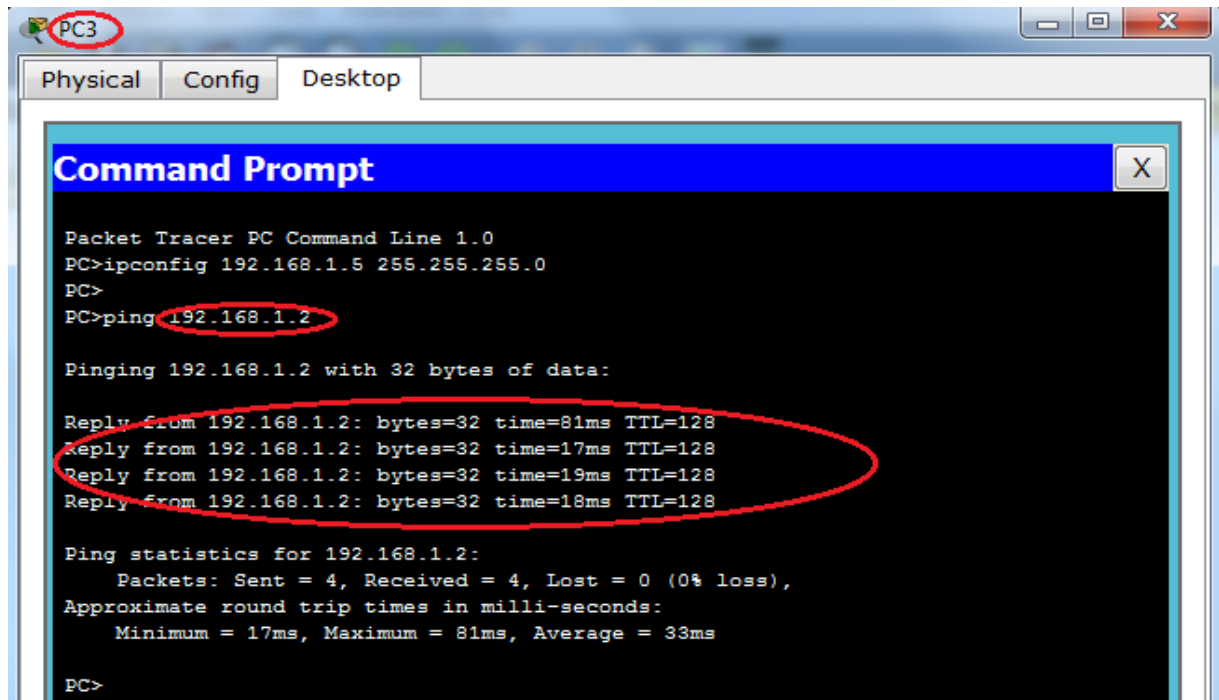 PC3
Physical Config Desktop
Command Prompt
X
Packet Tracer PC Command Line 1.0
PC>ipconfig 192.168.1.5 255.255.255.0
PC>
PC>ping 192.168.1.2
Pinging 192.168.1.2 with 32 bytes of data:
Reply from 192.168.1.2: bytes=32 time=81ms TTL=128
Reply from 192.168.1.2: bytes=32 time=17ms TTL=128
Reply from 192.168.1.2: bytes=32 time=19ms TTL=128
Reply from 192.168.1.2: bytes=32 time=18ms TTL=128
Ping statistics for 192.168.1.2:
Packets: Sent = 4, Received = 4, Lost = 0 (0% loss),
Approximate round trip times in milli-seconds:
Minimum = 17ms, Maximum = 81ms, Average = 33ms
PC>